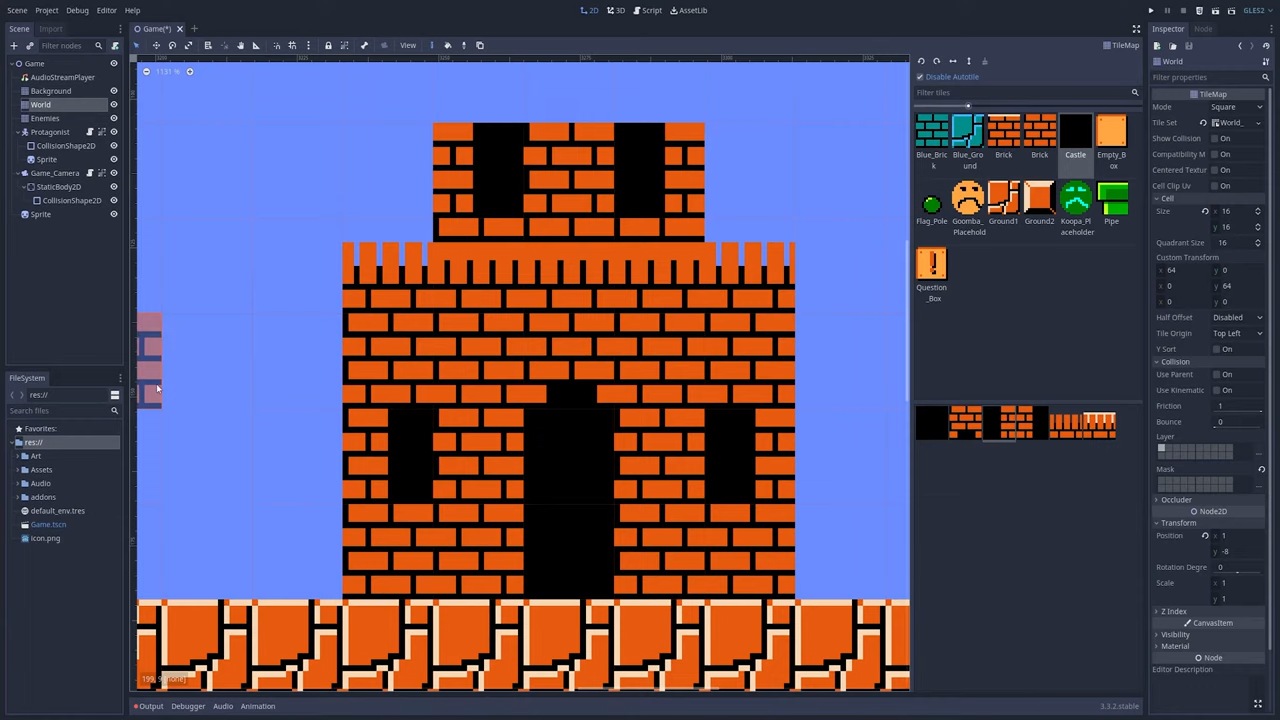 Scene Project Debug Editor Help
2D 3D Script AssetLib
GLES2
Scene Import
Game(*)
Inspector Node
Filter nodes
View
TileMap
Game
AudioStreamPlayer
Background
World
Enemies
Protagonist
CollisionShape2D
Sprite
Game_Camera
StaticBody2D
CollisionShape2D
Sprite
1131 %
Disable Autotile
Filter tiles
Blue_Brick
Blue_Ground
Brick
Brick
Castle
Empty_Box
Flag_Pole
Goomba_Placehold
Ground1
Ground2
Koopa_Placeholder
Pipe
Question_Box
World
Filter properties
TileMap
Mode Square
Tile Set World_
Show Collision On
Compatibility M On
Centered Textur On
Cell Clip Uv On
Cell
Size x 16
y 16
Quadrant Size 16
Custom Transform
x 64 y 0
x 0 y 64
x 0 y 0
Half Offset Disabled
Tile Origin Top Left
Y Sort On
Collision
Use Parent On
Use Kinematic On
Friction 1
Bounce 0
Layer
Mask
Occluder
Node2D
Transform
Position x 1
y -8
Rotation Degre 0
Scale x 1
y 1
Z Index
CanvasItem
Visibility
Material
Node
Editor Description
FileSystem
res://
Search files
Favorites:
res://
Art
Assets
Audio
addons
default_env.tres
Game.tscn
icon.png
Output Debugger Audio Animation
3.3.2.stable